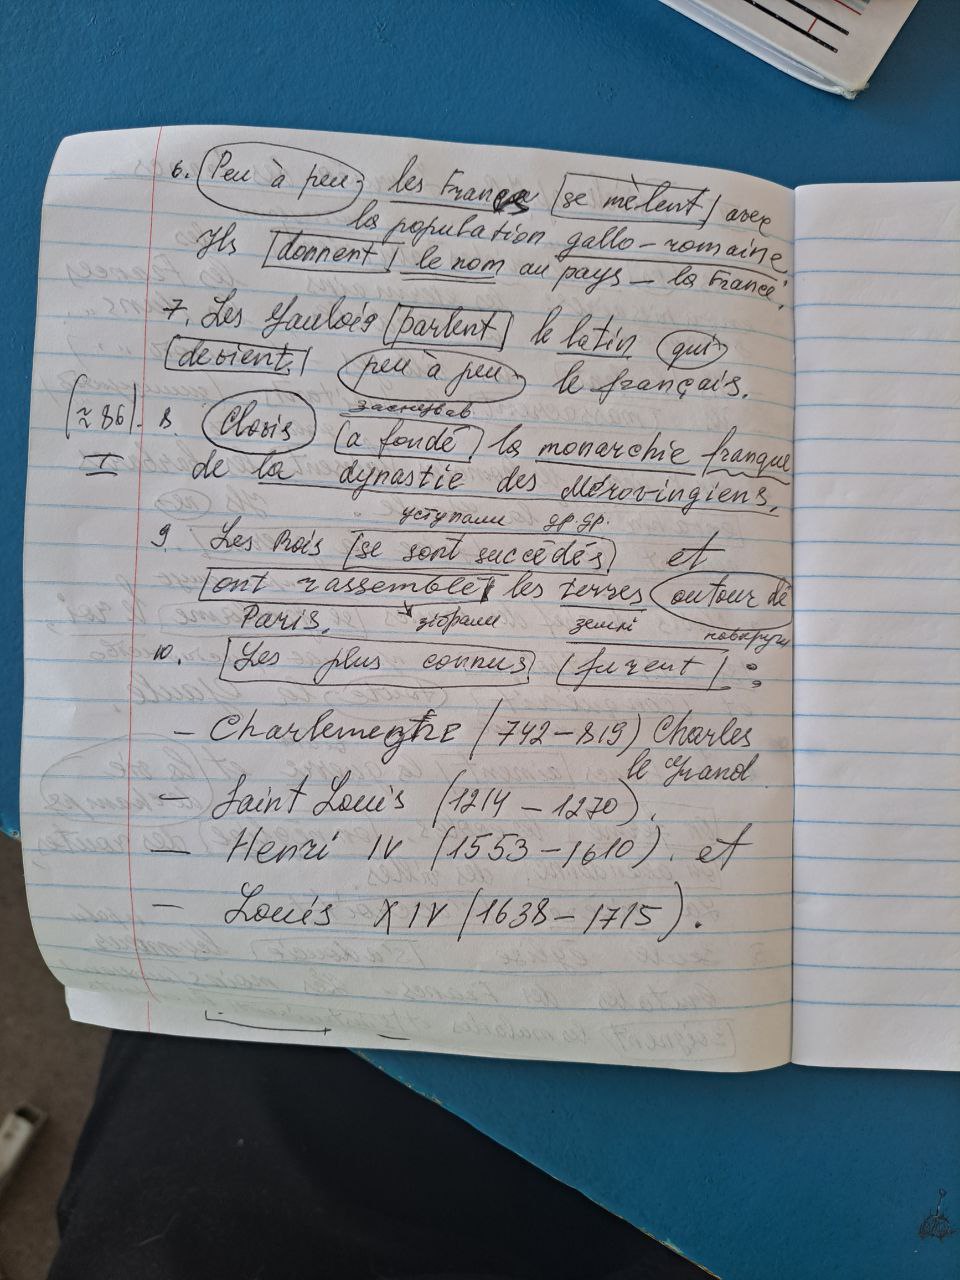 6. Peu à peu les Francs se mèlent avec
la population gallo-romaine.
Ils donnent le nom au pays – la France.
7. Les Gaulois parlent le latin qui
devient peu à peu le français.
заснував
(≈ 86). 8. Clovis a fondé la monarchie franque
I de la dynastie des Mérovingiens.
уступали др. др.
9. Les Rois se sont succédés et
ont rassemblé les terres autour de
Paris. зібрали землі навкруги
10. Les plus connus furent :
– Charlemagne (742–819) Charles
le Grand
– Saint Louis (1214 – 1270).
– Henri IV (1553–1610). et
– Louis XIV (1638–1715).